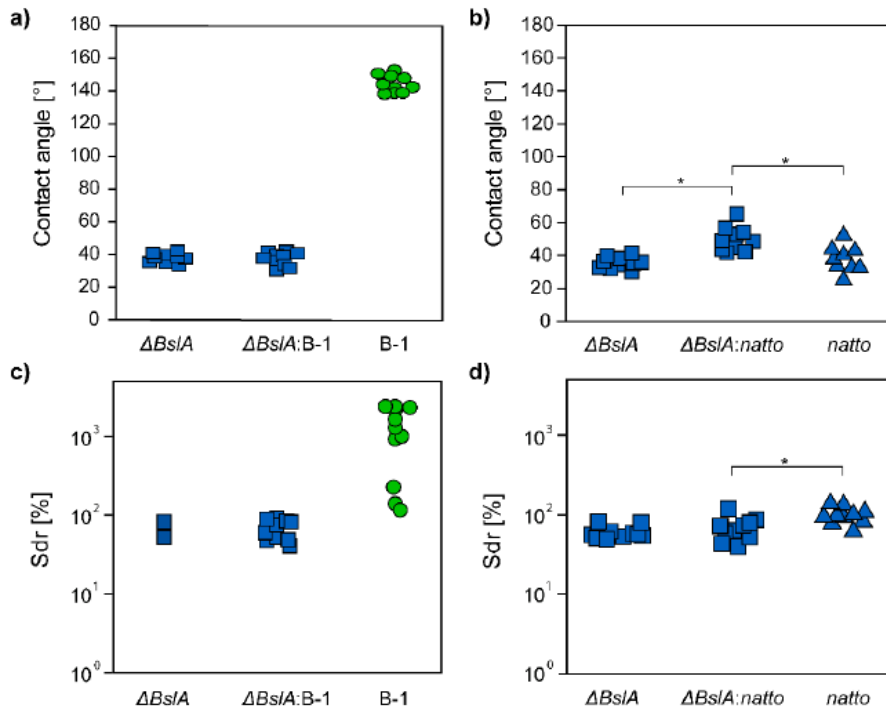 a)
180
160
140
120
100
80
60
40
20
0
Contact angle [°]
ΔBslA
ΔBslA:B-1
B-1
b)
180
160
140
120
100
80
60
40
20
0
Contact angle [°]
*
*
ΔBslA
ΔBslA:natto
natto
c)
10³
10²
10¹
10⁰
Sdr [%]
ΔBslA
ΔBslA:B-1
B-1
d)
10³
10²
10¹
10⁰
Sdr [%]
*
ΔBslA
ΔBslA:natto
natto